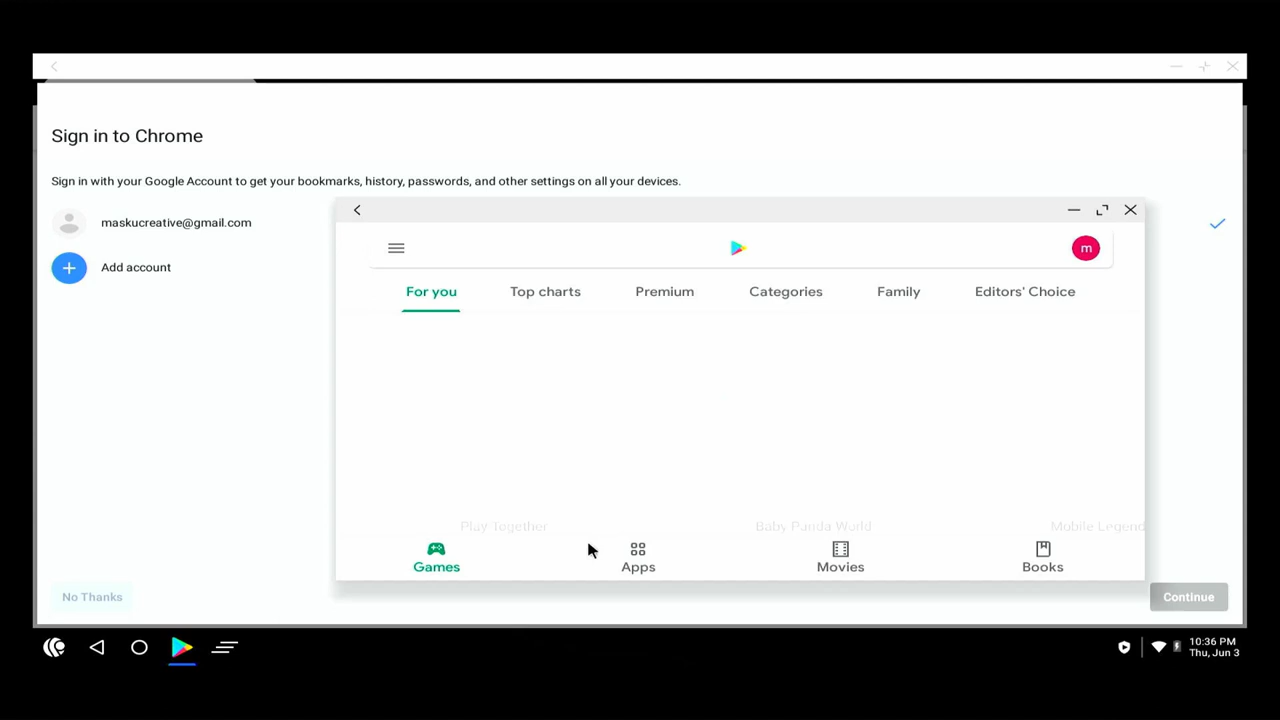 Sign in to Chrome
Sign in with your Google Account to get your bookmarks, history, passwords, and other settings on all your devices.
maskucreative@gmail.com
Add account
m
For you Top charts Premium Categories Family Editors' Choice
Play Together Baby Panda World Mobile Legend
Games Apps Movies Books
No Thanks Continue
10:36 PM
Thu, Jun 3